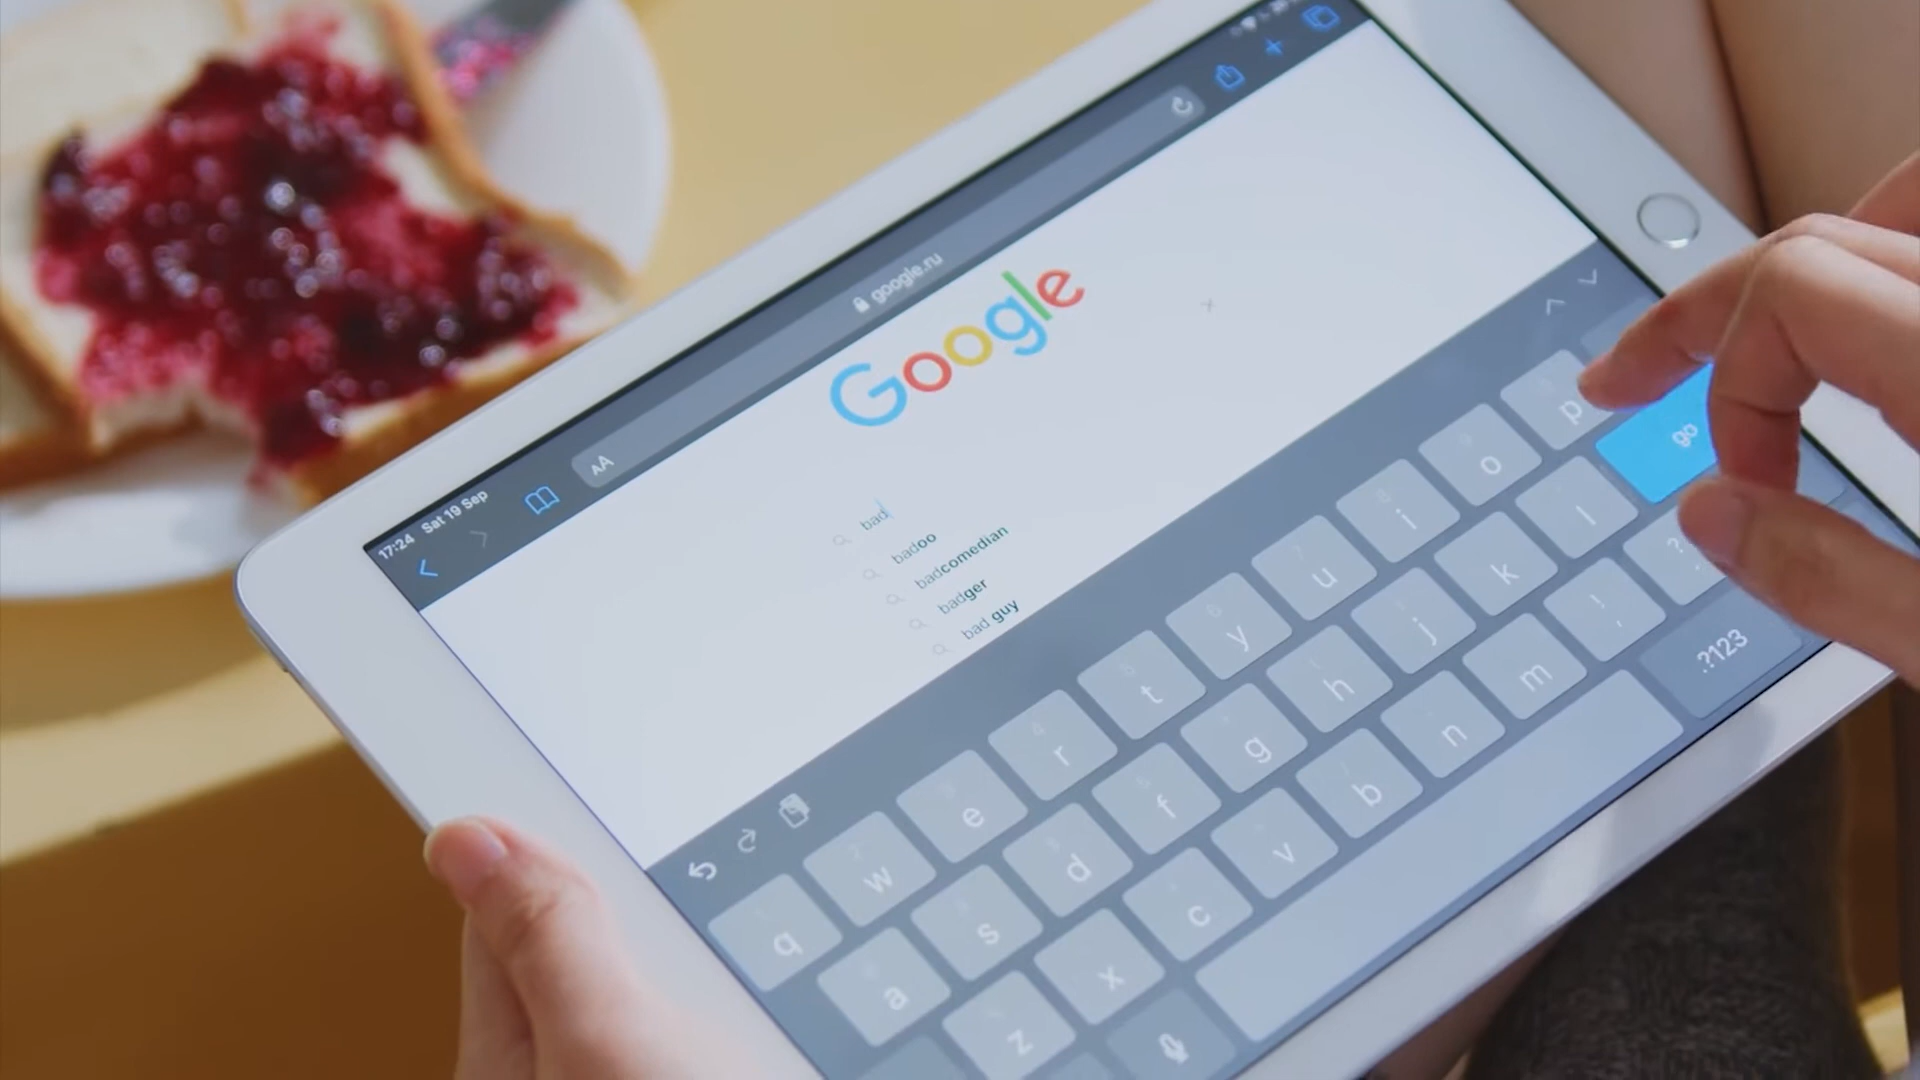 17:24 Sat 19 Sep
AA
google.ru
Google
bad
badoo
badcomedian
badger
bad guy
q w e r t y u i o p
a s d f g h j k l go
z x c v b n m ! ?
.?123